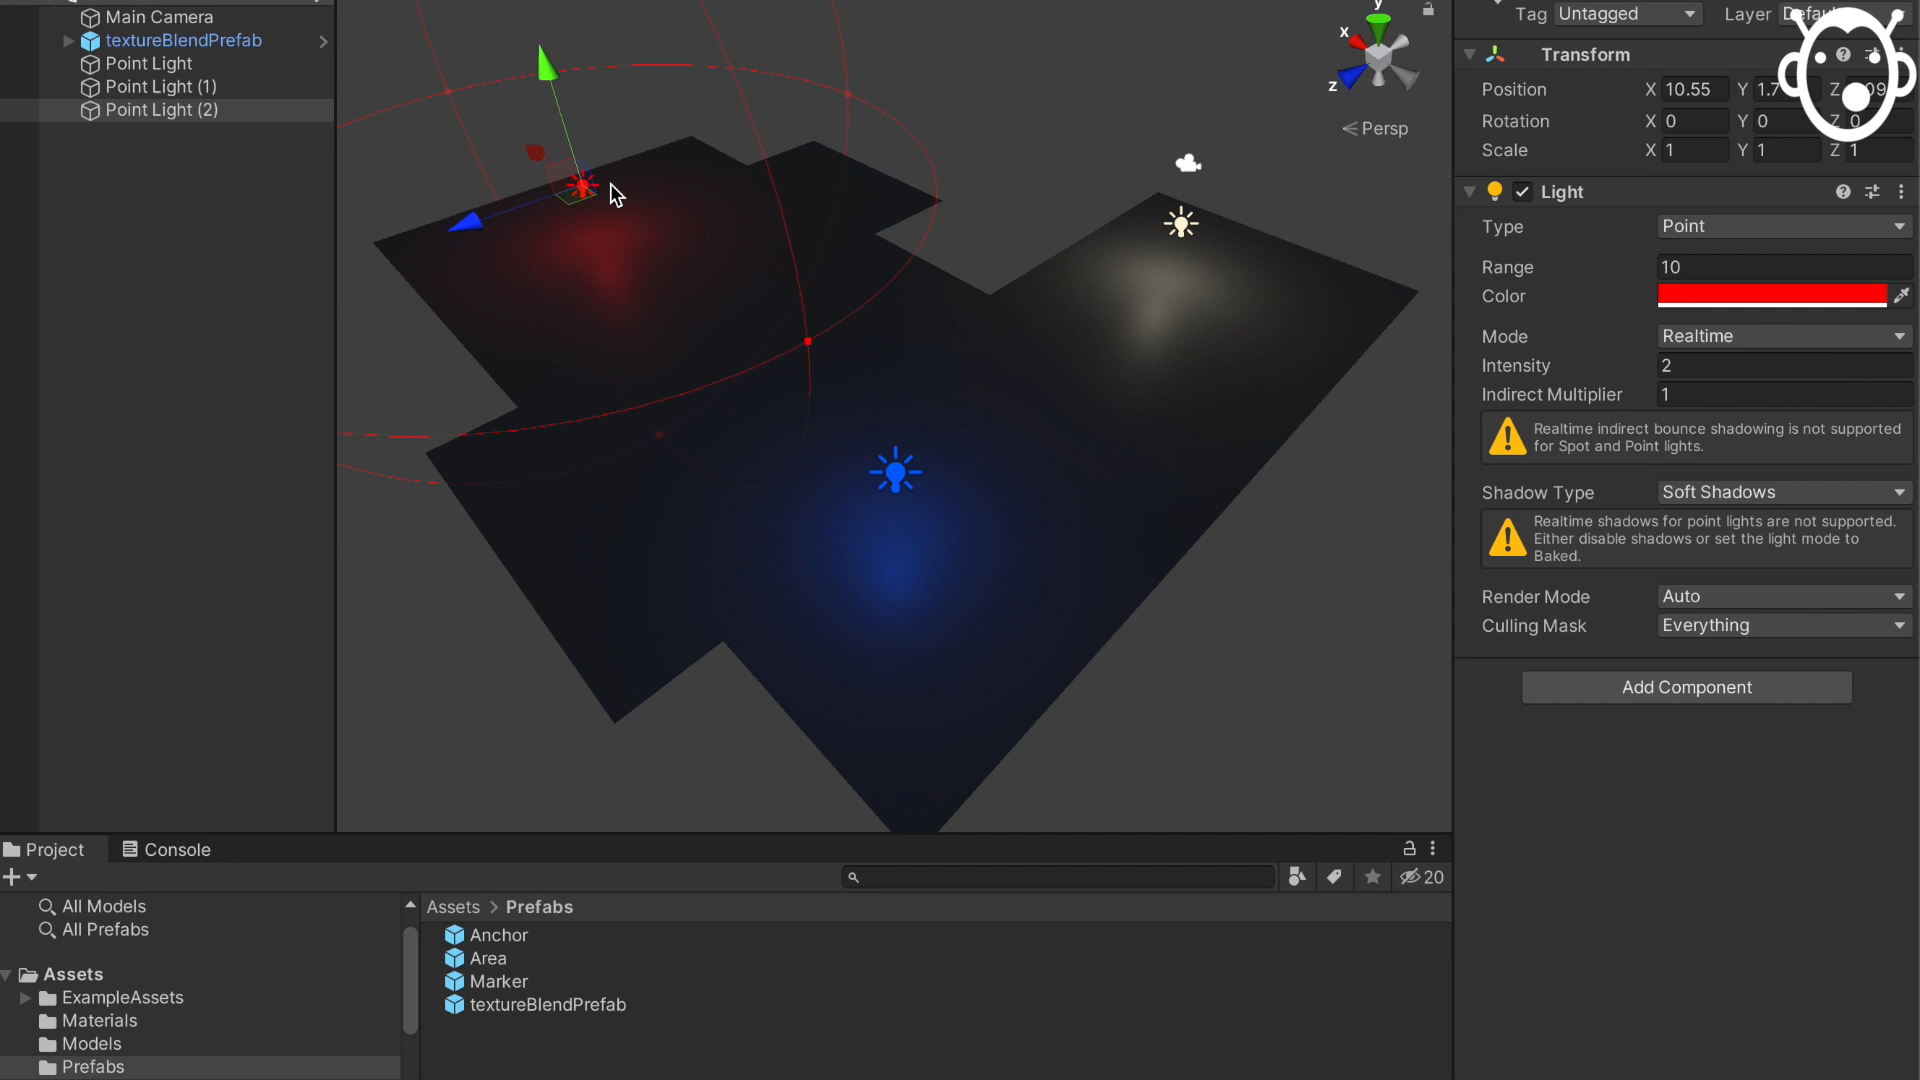 Main Camera
textureBlendPrefab
Point Light
Point Light (1)
Point Light (2)
y
x
z
Persp
Tag Untagged Layer
Transform
Position X 10.55 Y 1.7 Z
Rotation X 0 Y 0 Z 0
Scale X 1 Y 1 Z 1
Light
Type Point
Range 10
Color
Mode Realtime
Intensity 2
Indirect Multiplier 1
Realtime indirect bounce shadowing is not supported
for Spot and Point lights.
Shadow Type Soft Shadows
Realtime shadows for point lights are not supported.
Either disable shadows or set the light mode to
Baked.
Render Mode Auto
Culling Mask Everything
Add Component
Project Console
20
All Models
All Prefabs
Assets
ExampleAssets
Materials
Models
Prefabs
Assets > Prefabs
Anchor
Area
Marker
textureBlendPrefab